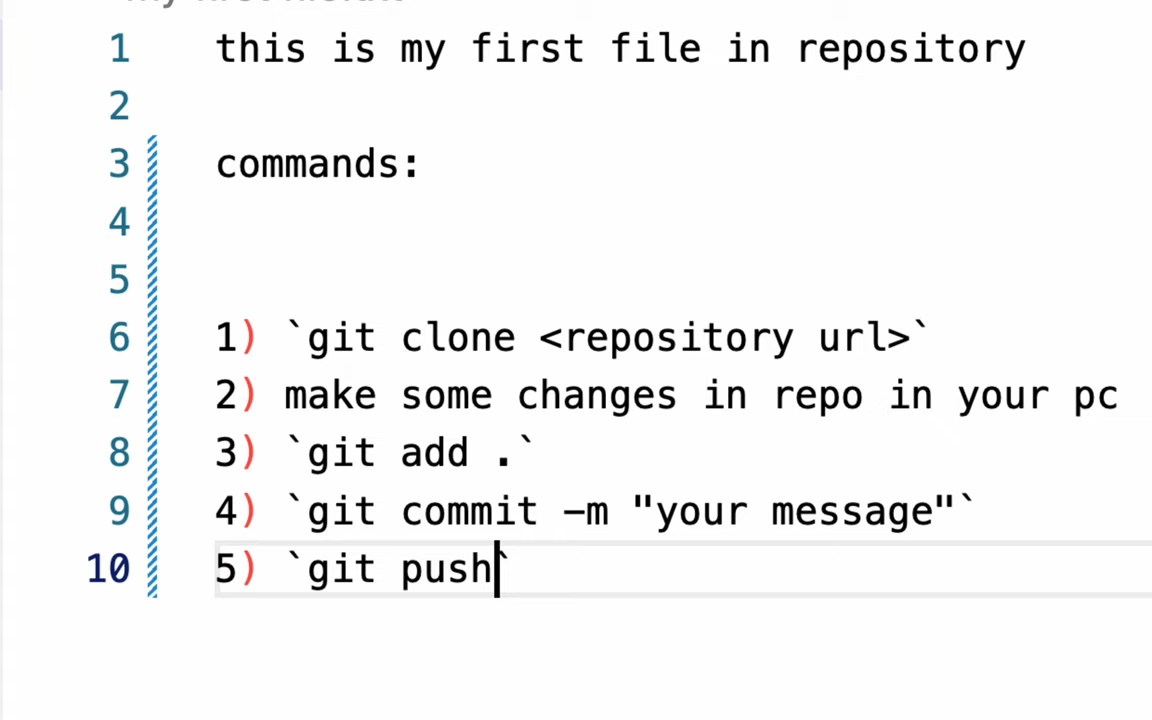 1 this is my first file in repository
2
3 commands:
4
5
6 1) `git clone <repository url>`
7 2) make some changes in repo in your pc
8 3) `git add .`
9 4) `git commit -m "your message"`
10 5) `git push`